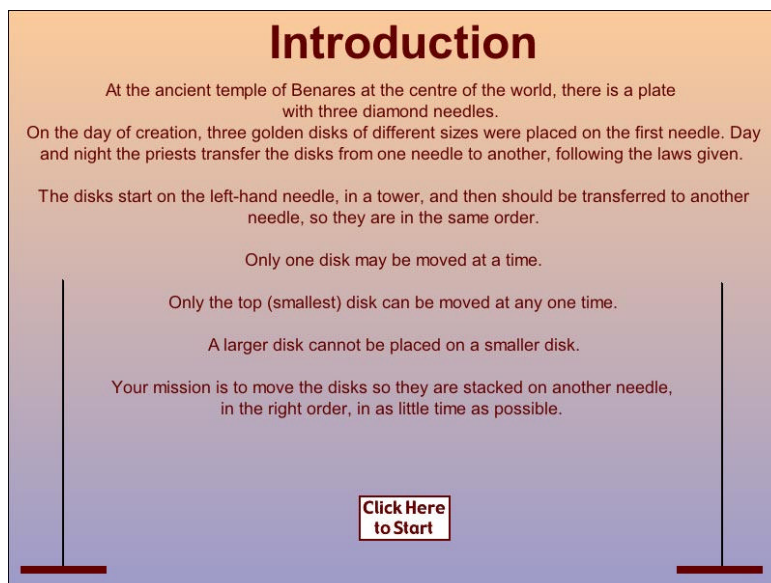 Introduction
At the ancient temple of Benares at the centre of the world, there is a plate
with three diamond needles.
On the day of creation, three golden disks of different sizes were placed on the first needle. Day
and night the priests transfer the disks from one needle to another, following the laws given.
The disks start on the left-hand needle, in a tower, and then should be transferred to another
needle, so they are in the same order.
Only one disk may be moved at a time.
Only the top (smallest) disk can be moved at any one time.
A larger disk cannot be placed on a smaller disk.
Your mission is to move the disks so they are stacked on another needle,
in the right order, in as little time as possible.
Click Here
to Start